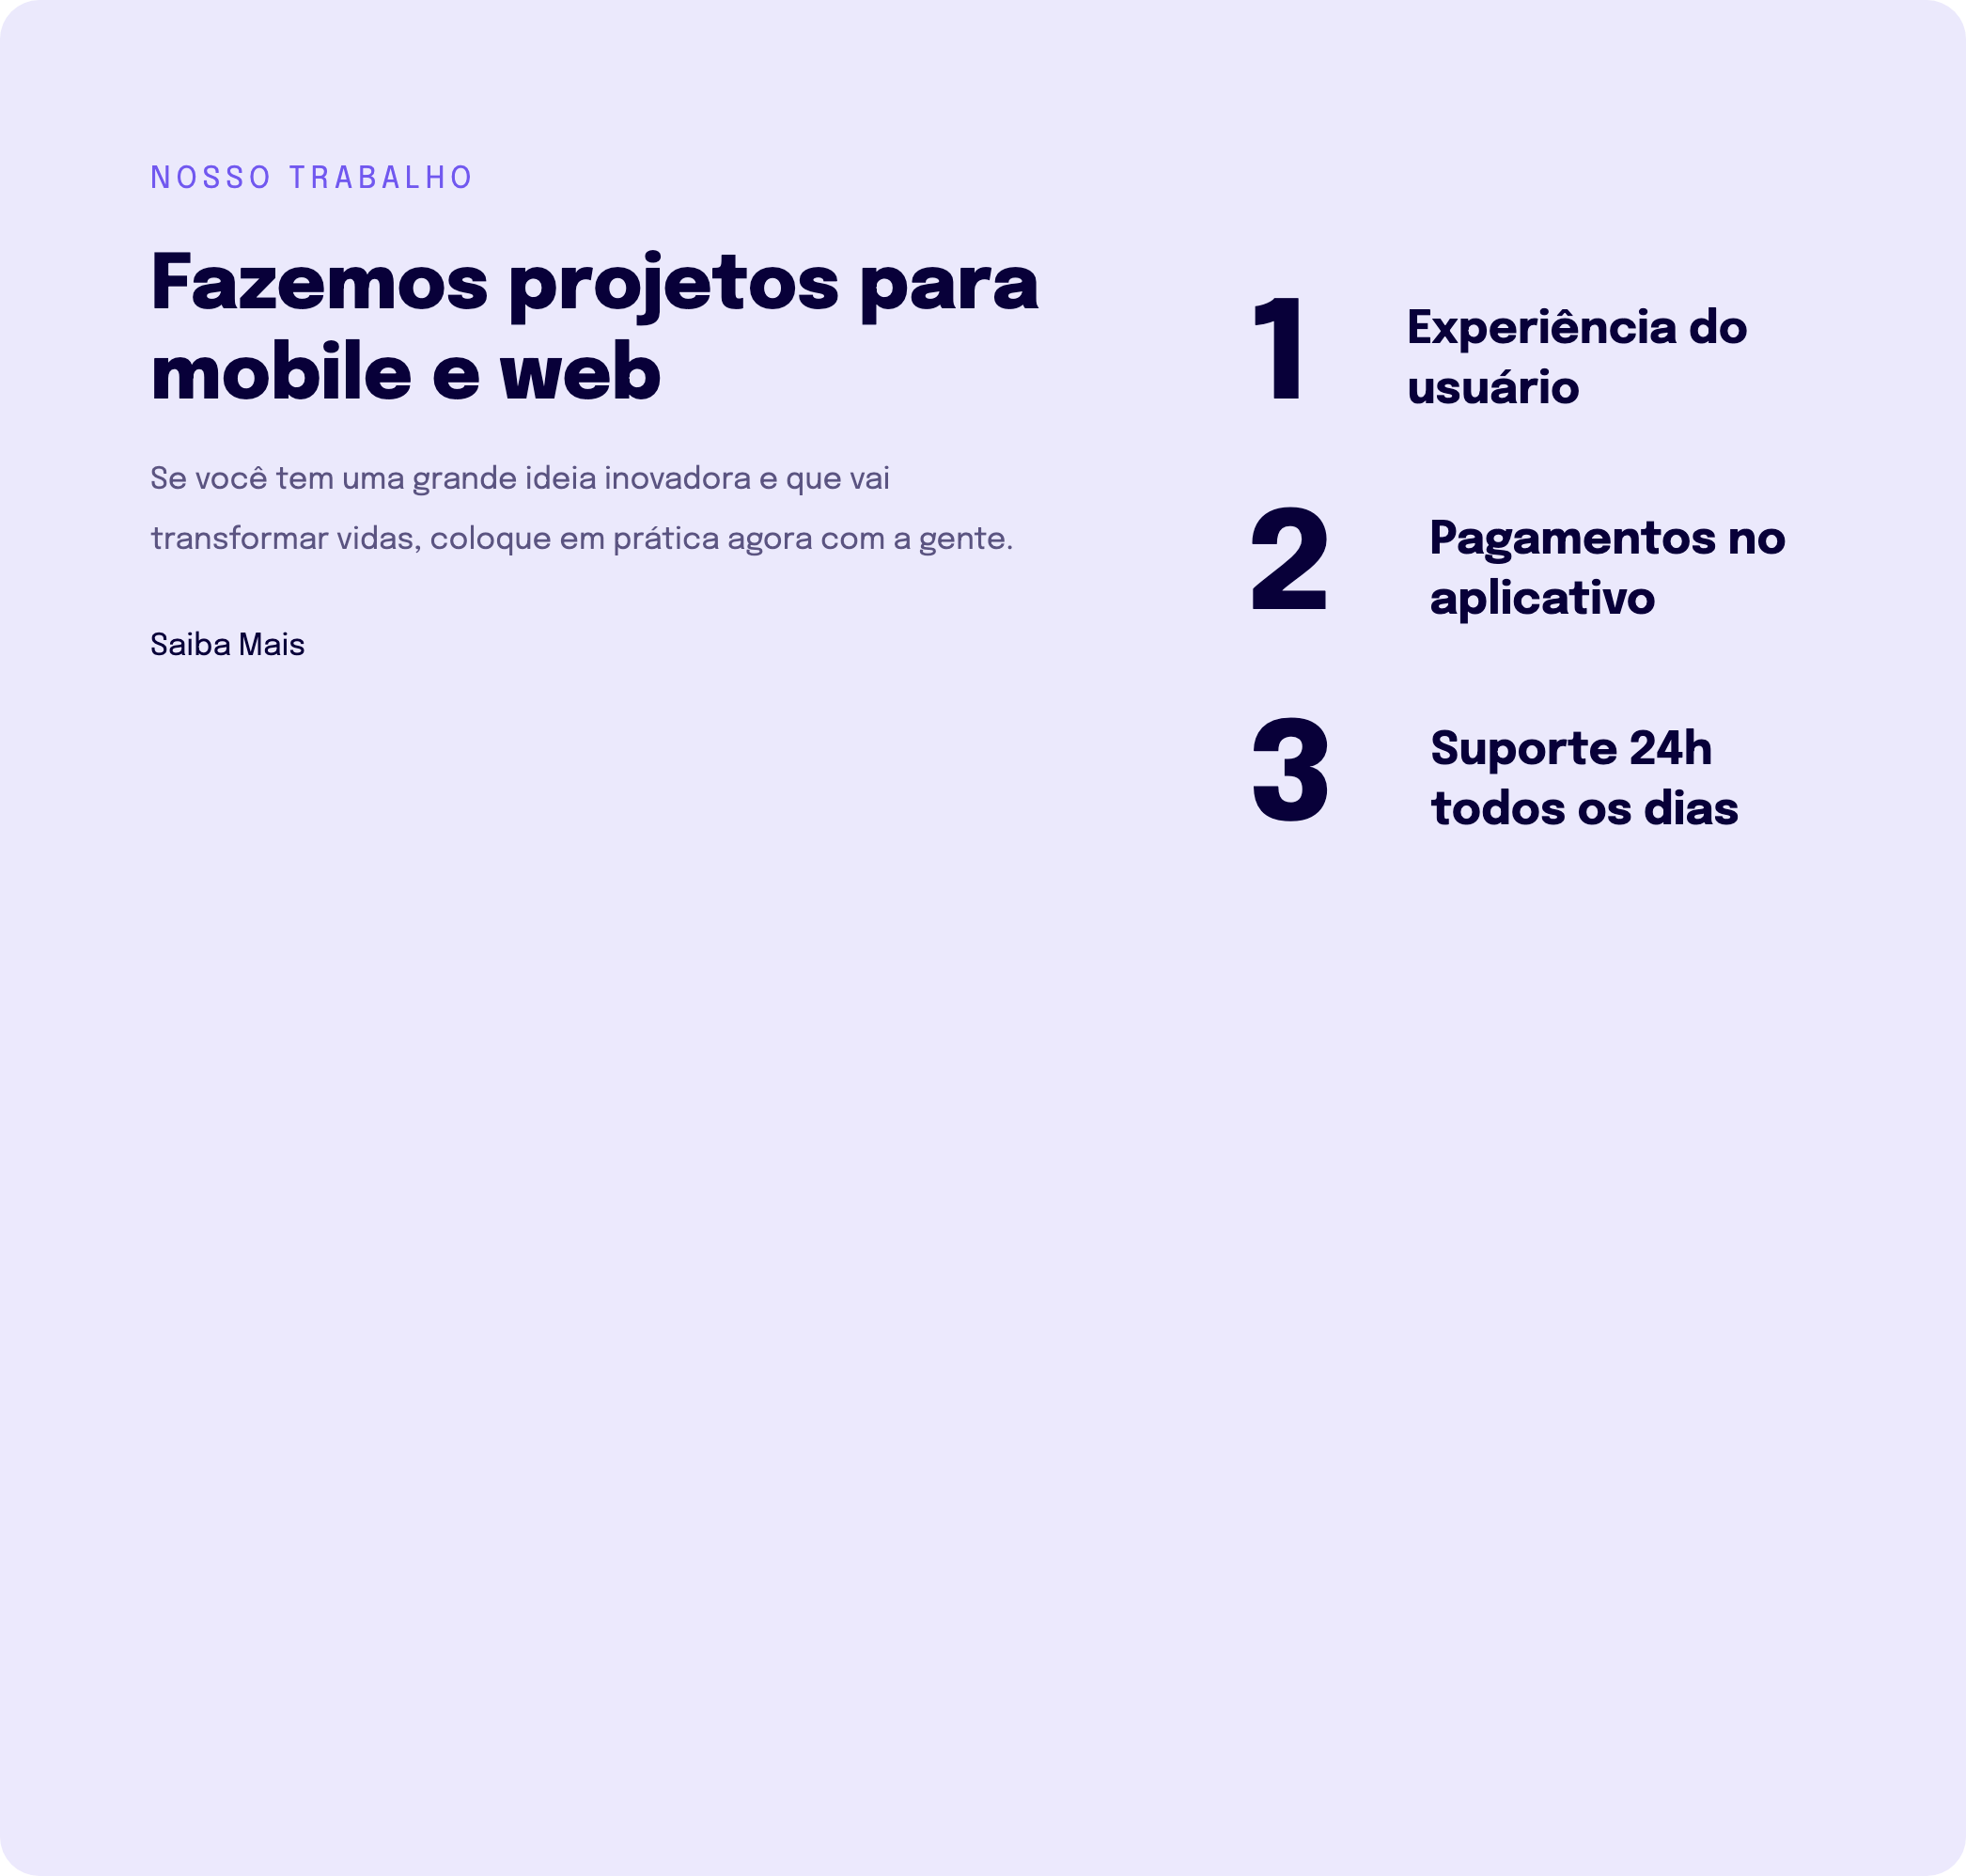 NOSSO TRABALHO
Fazemos projetos para
mobile e web
Se você tem uma grande ideia inovadora e que vai
transformar vidas, coloque em prática agora com a gente.
Saiba Mais
1
Experiência do
usuário
2
Pagamentos no
aplicativo
3
Suporte 24h
todos os dias